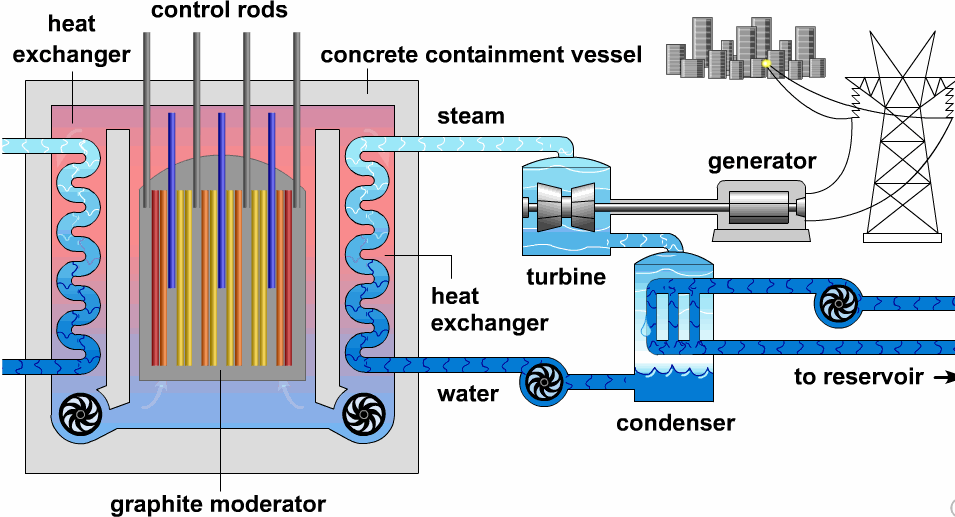 control rods
heat
exchanger
concrete containment vessel
steam
generator
turbine
heat
exchanger
to reservoir
water
condenser
graphite moderator